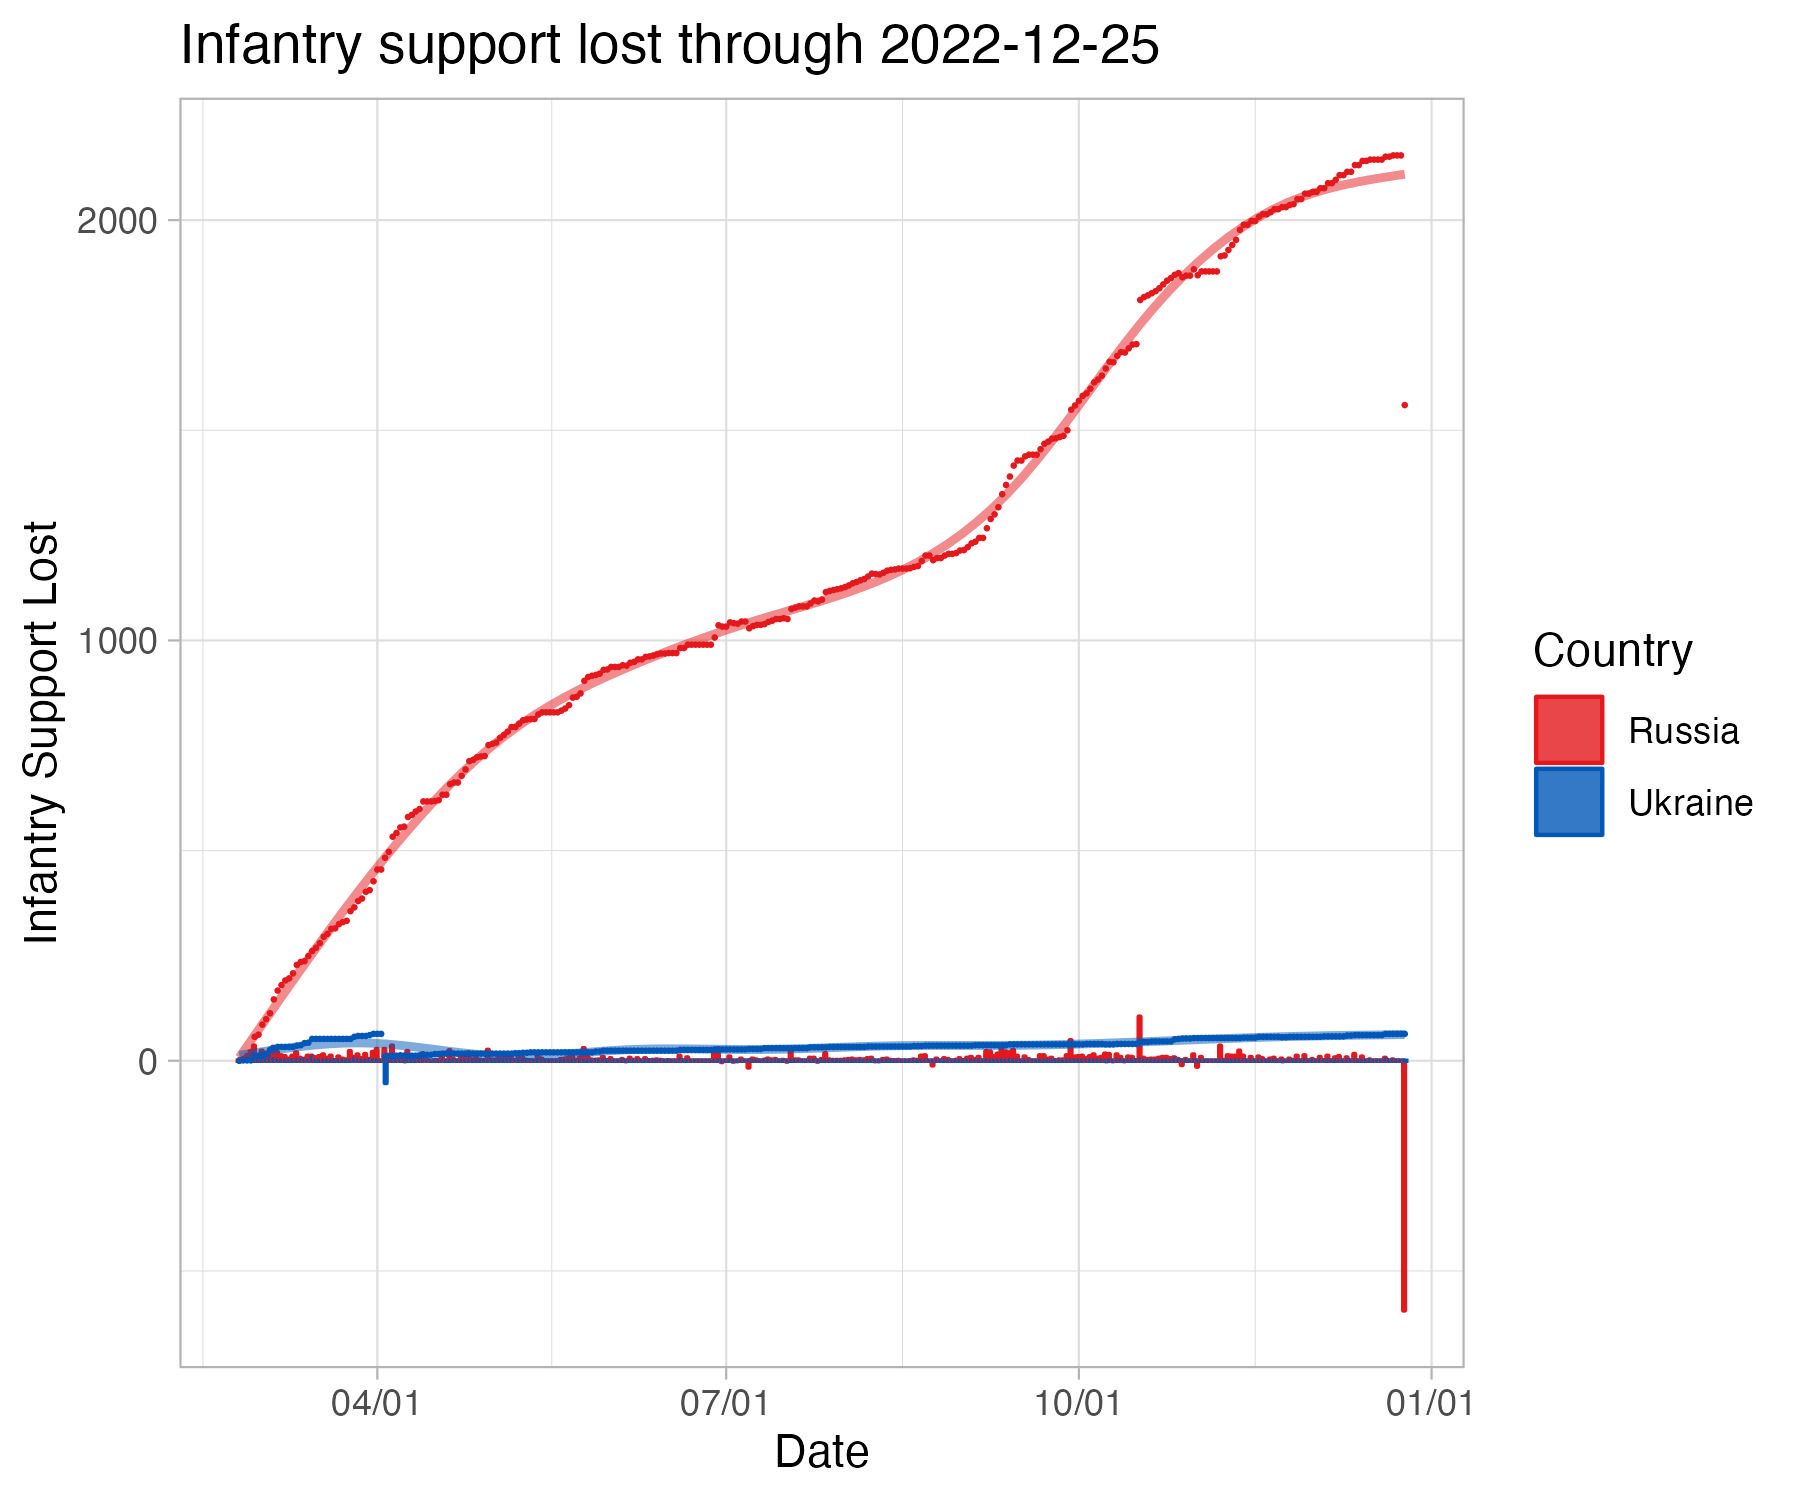 Infantry support lost through 2022-12-25
Infantry Support Lost
2000
1000
0
04/01
07/01
10/01
01/01
Date
Country
Russia
Ukraine